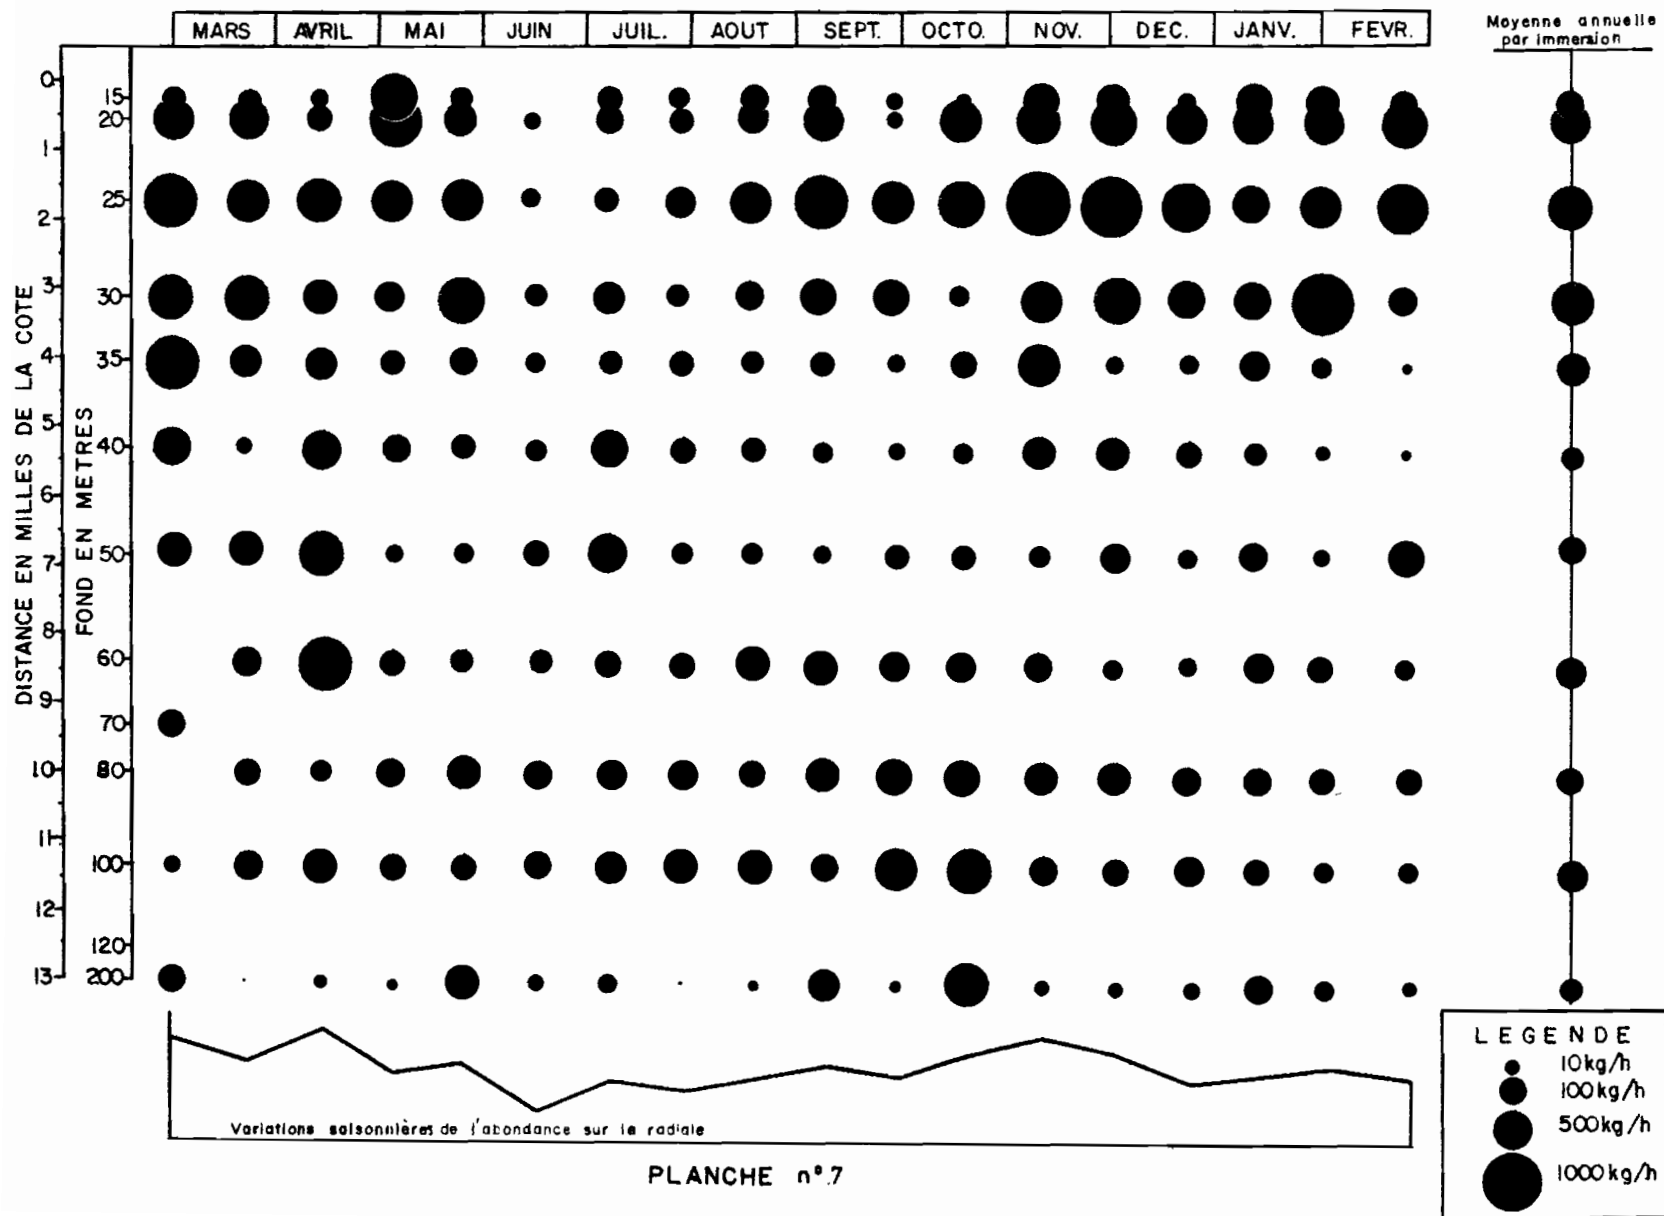 MARS AVRIL MAI JUIN JUIL. AOUT SEPT. OCTO. NOV. DEC. JANV. FEVR.
Moyenne annuelle
par immersion
DISTANCE EN MILLES DE LA COTE
0
1
2
3
4
5
6
7
8
9
10
11
12
13
FOND EN METRES
15
20
25
30
35
40
50
60
70
80
100
120
200
Variations saisonnières de l'abondance sur la radiale
PLANCHE n°.7
LEGENDE
10kg/h
100kg/h
500kg/h
1000kg/h